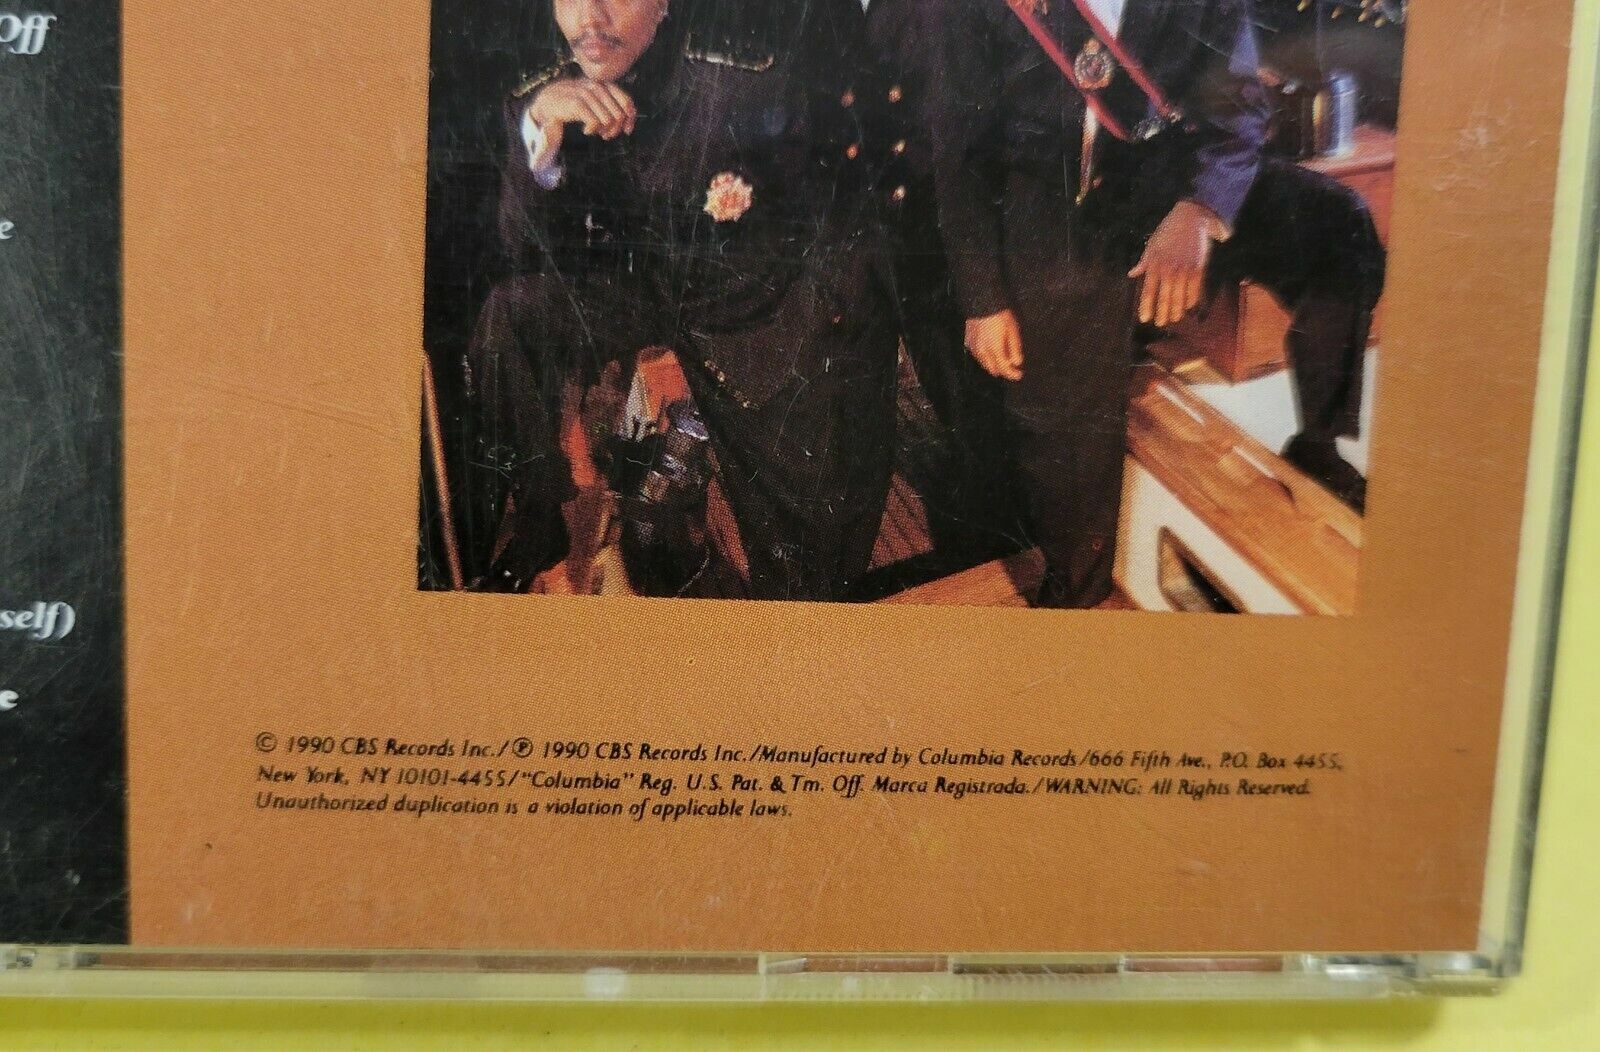 Off
e
self)
e
© 1990 CBS Records Inc./℗ 1990 CBS Records Inc./Manufactured by Columbia Records/666 Fifth Ave., P.O. Box 4455,
New York, NY 10101-4455/"Columbia" Reg. U.S. Pat. & Tm. Off. Marca Registrada./WARNING: All Rights Reserved.
Unauthorized duplication is a violation of applicable laws.